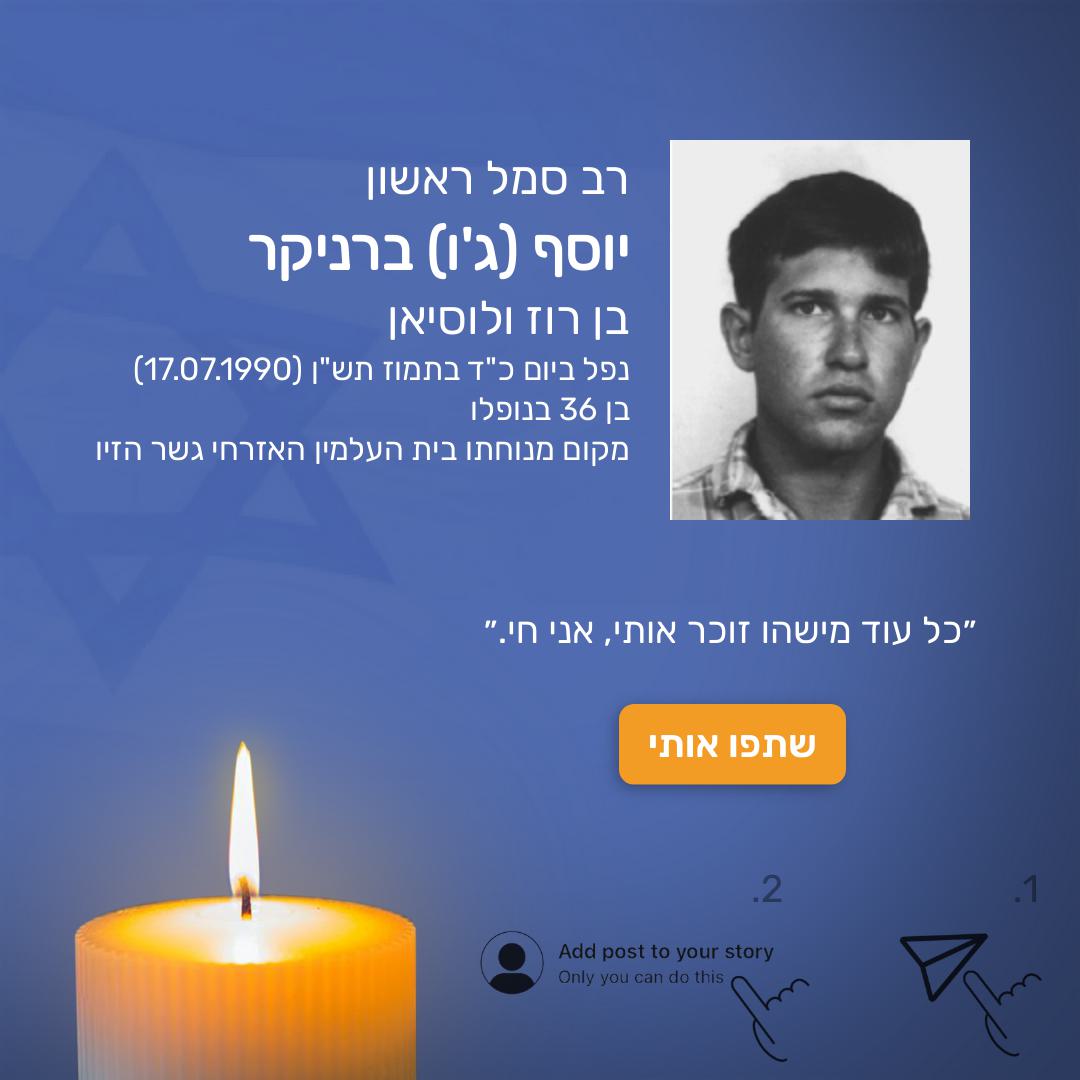 רב סמל ראשון
יוסף (ג'ו) ברניקר
בן רוז ולוסיאן
נפל ביום כ"ד בתמוז תש"ן (17.07.1990)
בן 36 בנופלו
מקום מנוחתו בית העלמין האזרחי גשר הזיו
״כל עוד מישהו זוכר אותי, אני חי.״
שתפו אותי
.1
.2
Add post to your story
Only you can do this